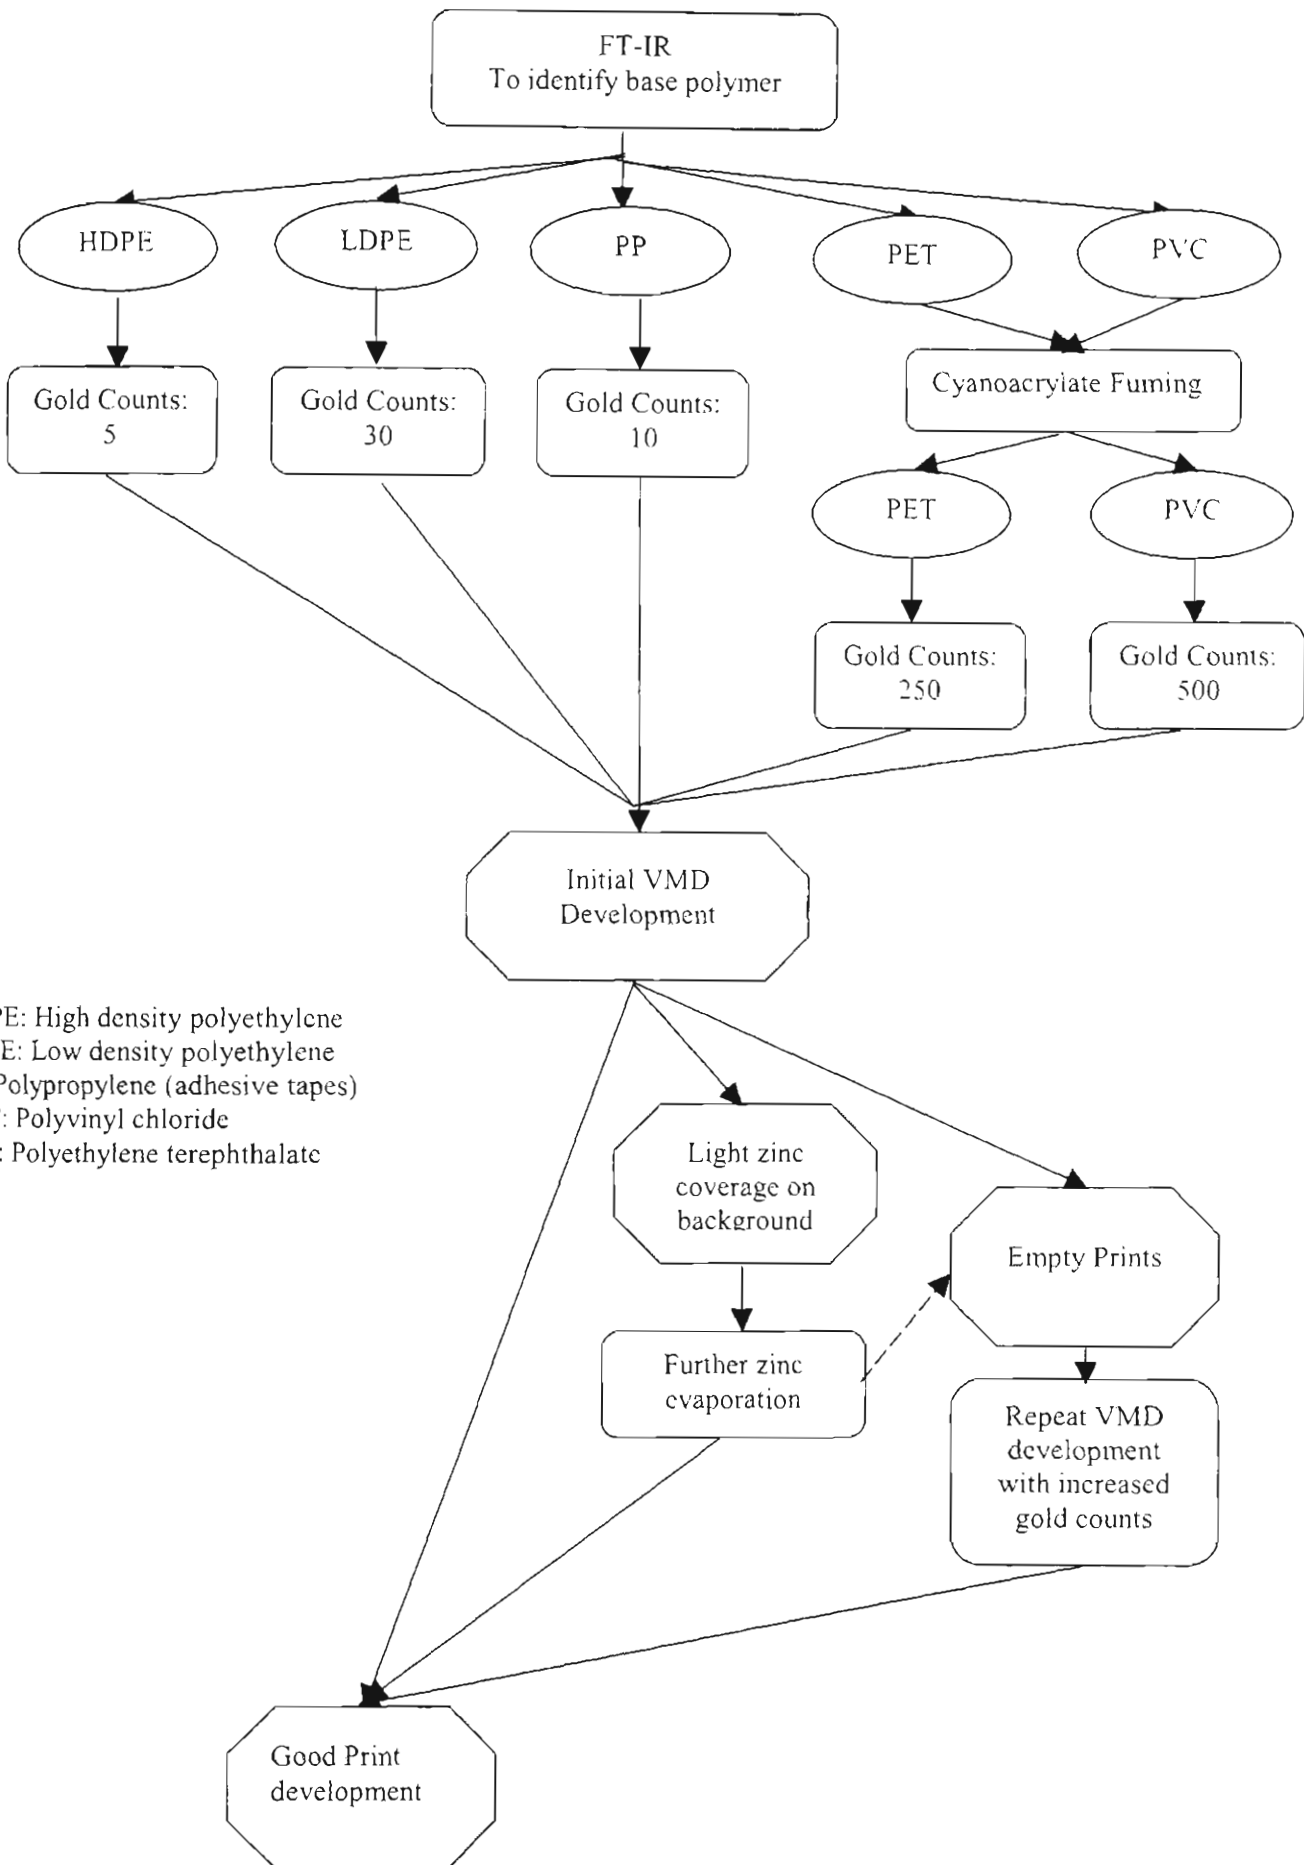 FT-IR
To identify base polymer
HDPE
LDPE
PP
PET
PVC
Gold Counts:
5
Gold Counts:
30
Gold Counts:
10
Cyanoacrylate Fuming
PET
PVC
Gold Counts:
250
Gold Counts:
500
Initial VMD
Development
PE: High density polyethylene
E: Low density polyethylene
Polypropylene (adhesive tapes)
: Polyvinyl chloride
: Polyethylene terephthalate
Light zinc
coverage on
background
Empty Prints
Further zinc
evaporation
Repeat VMD
development
with increased
gold counts
Good Print
development